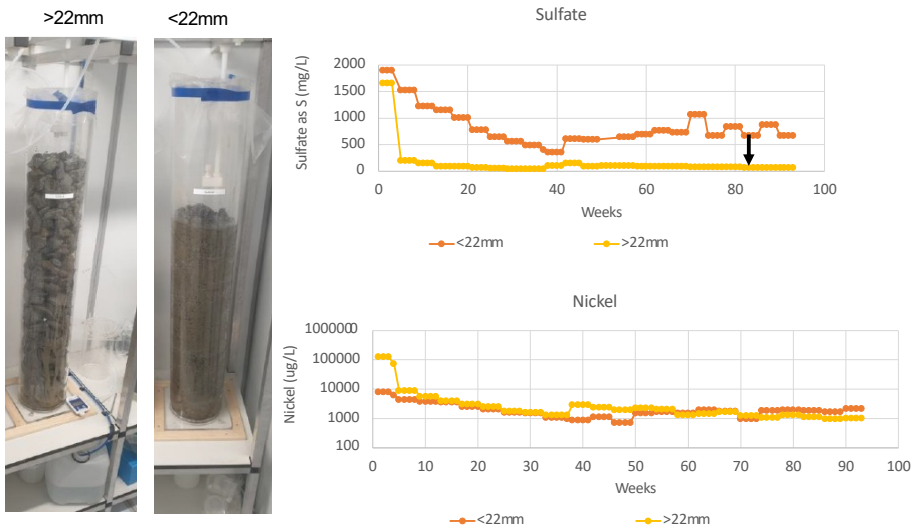 >22mm
<22mm
Sulfate
Sulfate as S (mg/L)
2000
1500
1000
500
0
0 20 40 60 80 100
Weeks
<22mm >22mm
Nickel
Nickel (ug/L)
1000000
100000
10000
1000
100
0 10 20 30 40 50 60 70 80 90 100
Weeks
<22mm >22mm